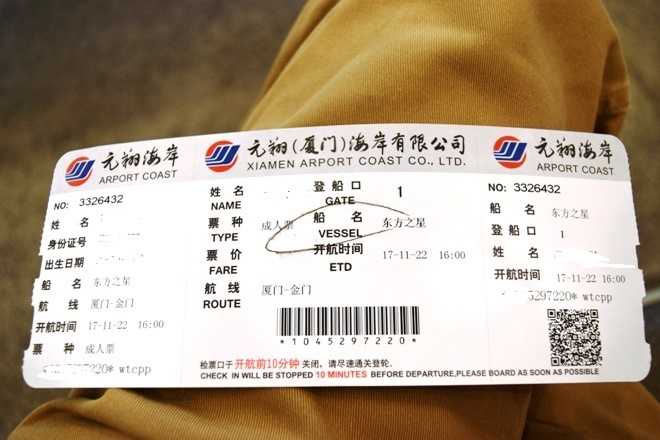 元翔海岸
ARPORT COAST
NO: 3326432
姓 名
身份证号
出生日期
船 名 东方之星
航线 厦门-金门
开航时间 17-11-22 16:00
票 种 成人票
5297220* wtcpp
元翔(厦门)海岸有限公司
XIAMEN ARPORT COAST CO., LTD.
姓 名
NAME
登船口
GATE
1
票 种
TYPE
成人票
船 名
VESSEL
东方之星
票 价
FARE
开航时间
ETD
17-11-22 16:00
航 线
ROUTE
厦门-金门
*1045297220*
检票口于开航前10分钟 关闭。请尽速通关登轮。
CHECK IN WILL BE STOPPED 10 MINUTES BEFORE DEPARTURE,PLEASE BOARD AS SOON AS POSSIBLE
元翔海岸
ARPORT COAST
NO: 3326432
船 名 东方之星
登船口 1
姓 名
开航时间 17-11-22 16:00
5297220* wtcpp